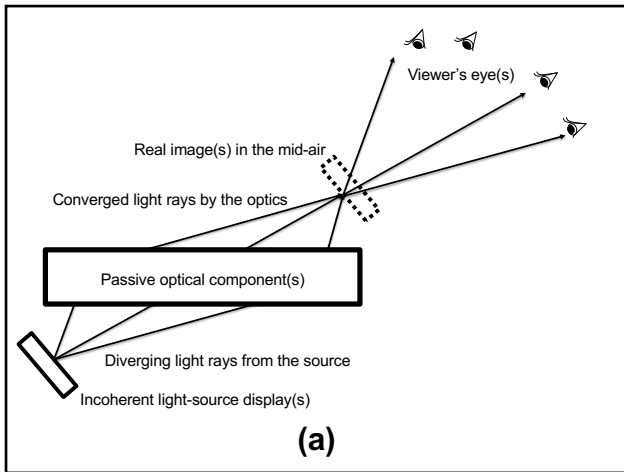 Viewer's eye(s)
Real image(s) in the mid-air
Converged light rays by the optics
Passive optical component(s)
Diverging light rays from the source
Incoherent light-source display(s)
(a)